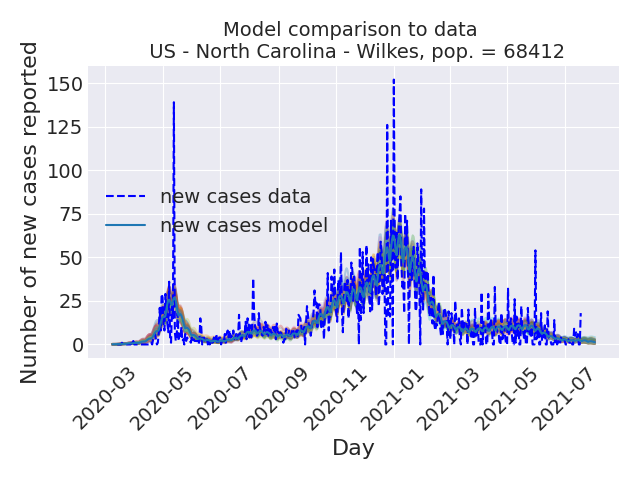 Model comparison to data
US - North Carolina - Wilkes, pop. = 68412
Number of new cases reported
150
125
100
75
50
25
0
new cases data
new cases model
2020-03
2020-05
2020-07
2020-09
2020-11
2021-01
2021-03
2021-05
2021-07
Day